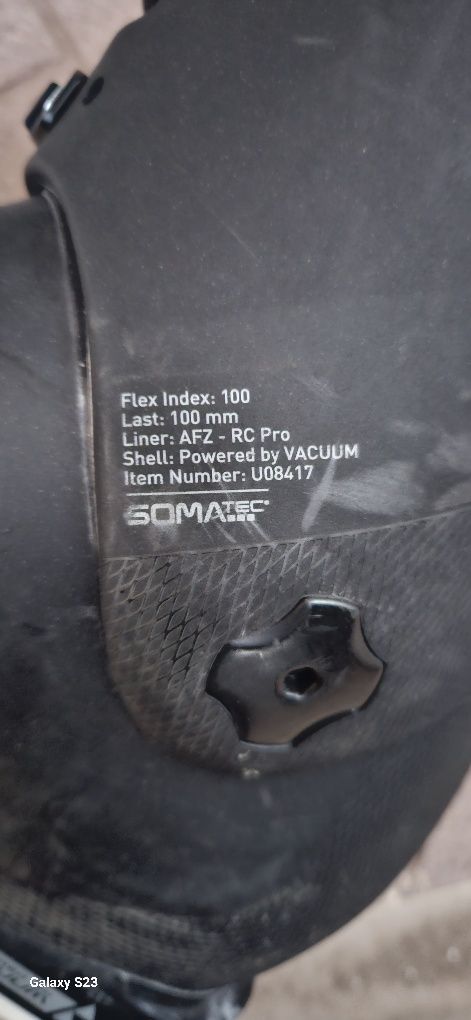 Flex Index: 100
Last: 100 mm
Liner: AFZ - RC Pro
Shell: Powered by VACUUM
Item Number: U08417
SOMATEC
Galaxy S23